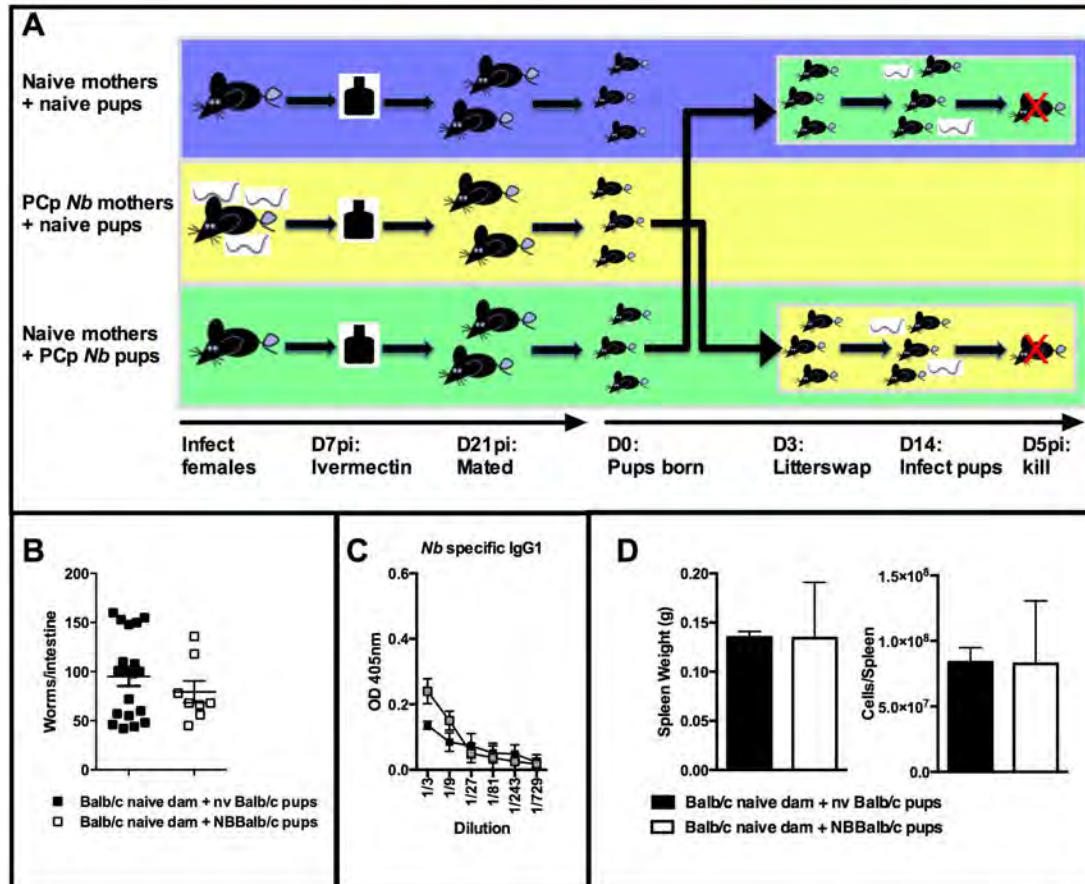 A
Naive mothers
+ naive pups
PCp Nb mothers
+ naive pups
Naive mothers
+ PCp Nb pups
Infect
females
D7pi:
Ivermectin
D21pi:
Mated
D0:
Pups born
D3:
Litterswap
D14:
Infect pups
D5pi:
kill
B
Worms/intestine
200
150
100
50
0
Balb/c naive dam + nv Balb/c pups
Balb/c naive dam + NBBalb/c pups
C
Nb specific IgG1
OD 405nm
0.6
0.4
0.2
0.0
1/3
1/9
1/27
1/81
1/243
1/729
Dilution
D
Spleen Weight (g)
0.20
0.15
0.10
0.05
0.00
Cells/Spleen
1.5×10⁸
1.0×10⁸
5.0×10⁷
0.0
Balb/c naive dam + nv Balb/c pups
Balb/c naive dam + NBBalb/c pups